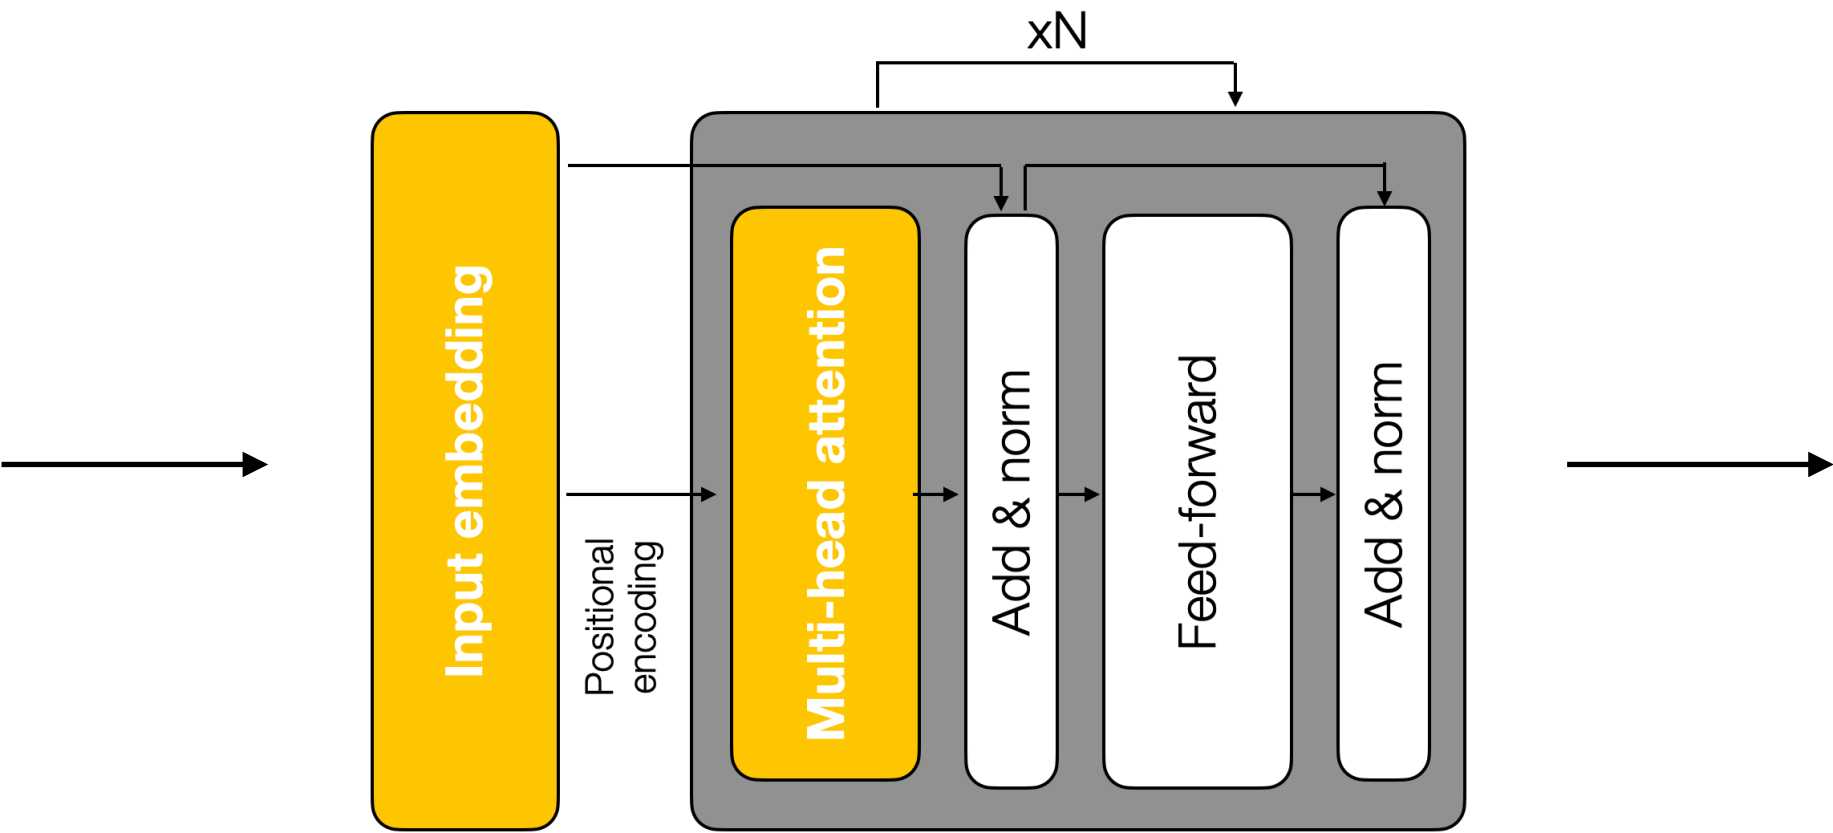 xN
Input embedding
Positional
encoding
Multi-head attention
Add & norm
Feed-forward
Add & norm